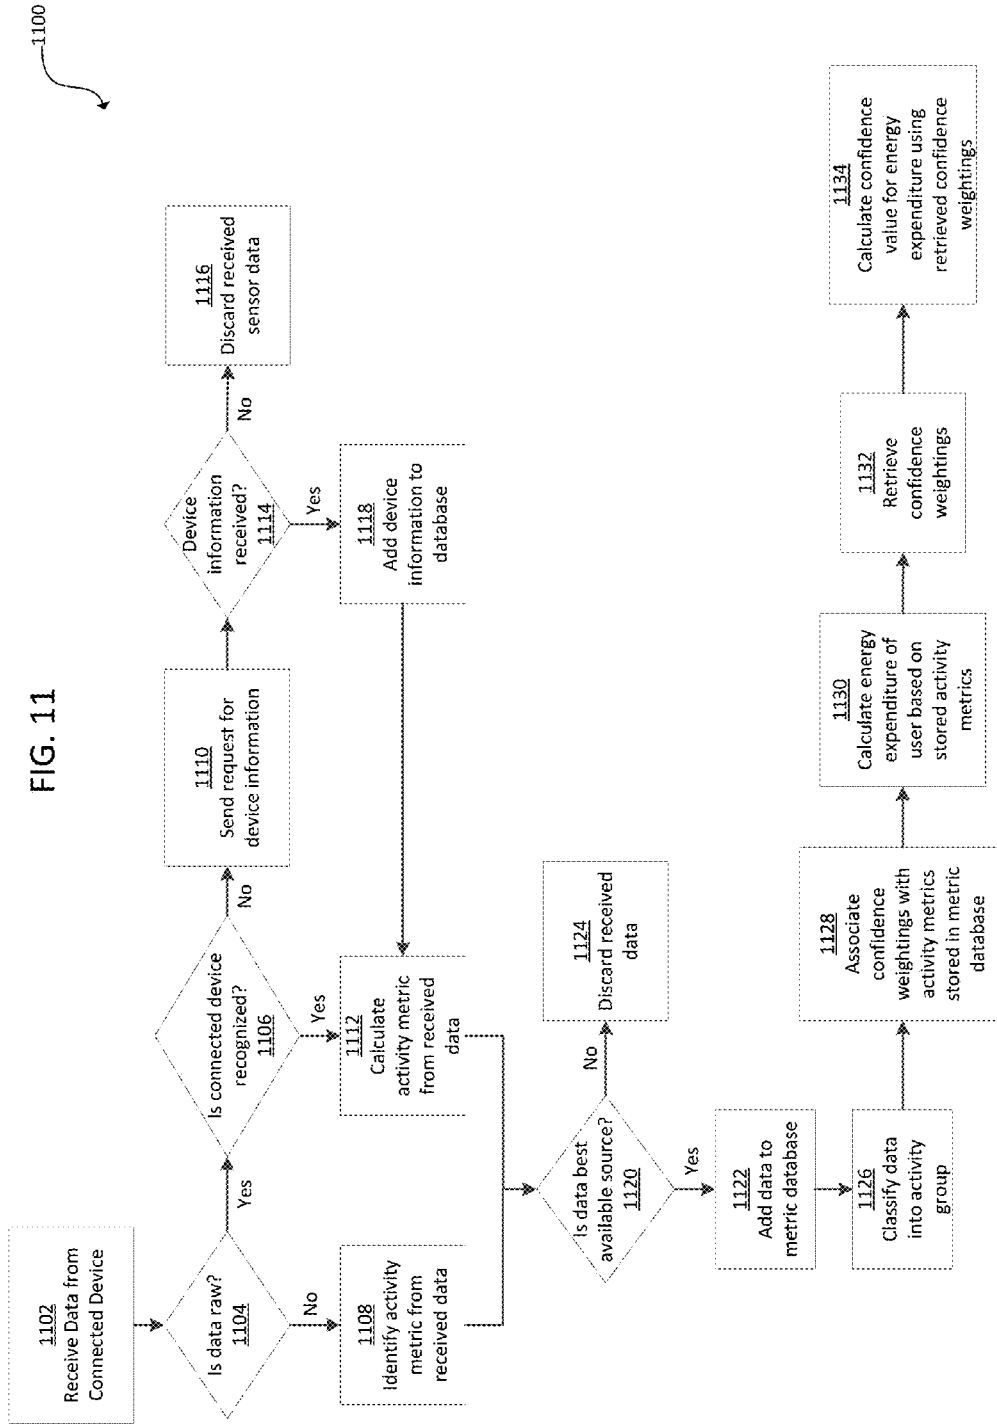 FIG. 11
1100
1102
Receive Data from
Connected Device
Is data raw?
1104
Yes
No
Is connected device
recognized?
1106
No
Yes
1108
Identify activity
metric from
received data
1110
Send request for
device information
1112
Calculate
activity metric
from received
data
Device
information
received?
1114
No
Yes
1116
Discard received
sensor data
1118
Add device
information to
database
Is data best
available source?
1120
No
Yes
1124
Discard received
data
1122
Add data to
metric database
1126
Classify data
into activity
group
1128
Associate
confidence
weightings with
activity metrics
stored in metric
database
1130
Calculate energy
expenditure of
user based on
stored activity
metrics
1132
Retrieve
confidence
weightings
1134
Calculate confidence
value for energy
expenditure using
retrieved confidence
weightings